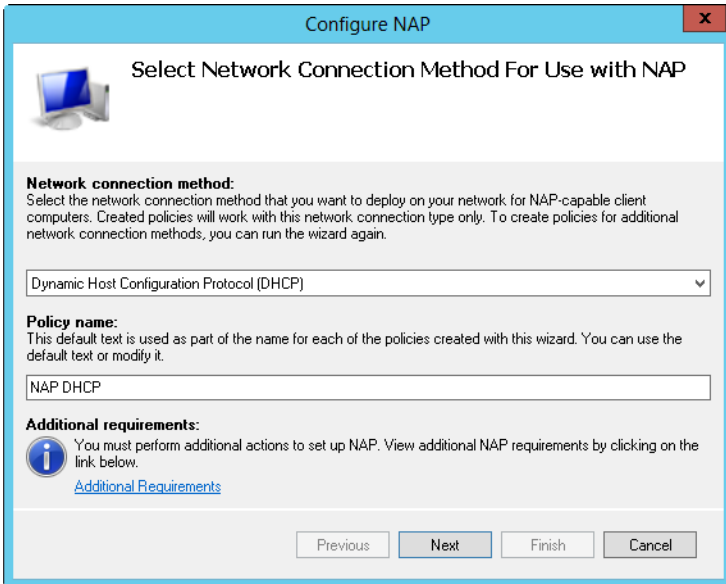 Configure NAP
x
Select Network Connection Method For Use with NAP
Network connection method:
Select the network connection method that you want to deploy on your network for NAP-capable client
computers. Created policies will work with this network connection type only. To create policies for additional
network connection methods, you can run the wizard again.
Dynamic Host Configuration Protocol (DHCP)
Policy name:
This default text is used as part of the name for each of the policies created with this wizard. You can use the
default text or modify it.
NAP DHCP
Additional requirements:
You must perform additional actions to set up NAP. View additional NAP requirements by clicking on the
link below.
Additional Requirements
Previous Next Finish Cancel